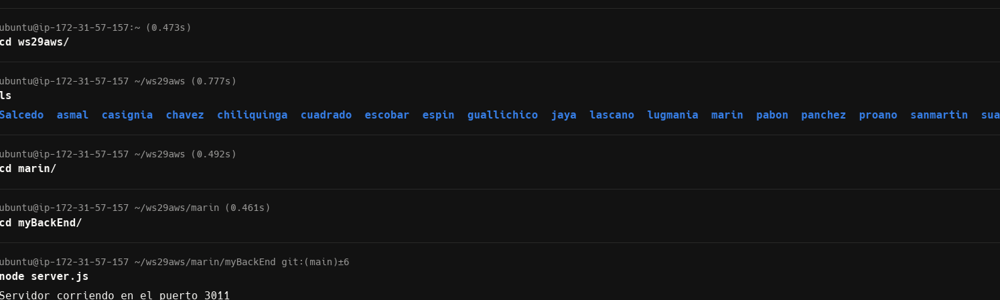 ubuntu@ip-172-31-57-157:~ (0.473s)
cd ws29aws/
ubuntu@ip-172-31-57-157 ~/ws29aws (0.777s)
ls
Salcedo asmal casignia chavez chiliquinga cuadrado escobar espin guallichico jaya lascano lugmania marin pabon panchez proano sanmartin sua
ubuntu@ip-172-31-57-157 ~/ws29aws (0.492s)
cd marin/
ubuntu@ip-172-31-57-157 ~/ws29aws/marin (0.461s)
cd myBackEnd/
ubuntu@ip-172-31-57-157 ~/ws29aws/marin/myBackEnd git:(main)±6
node server.js
Servidor corriendo en el puerto 3011